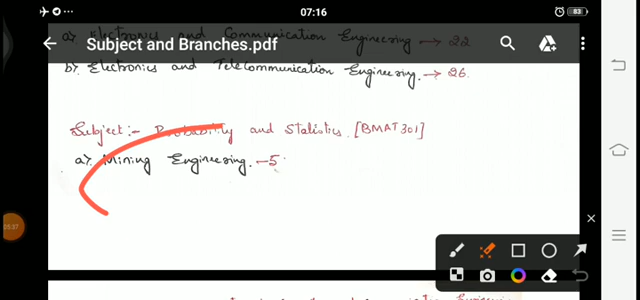 07:16
83
Subject and Branches.pdf
a) Electronics and Communication Engineering → 22
b) Electronics and Telecommunication Engineering. → 26
Subject:- Probability and Statistics. [BMAT301]
a) Mining Engineering. -5